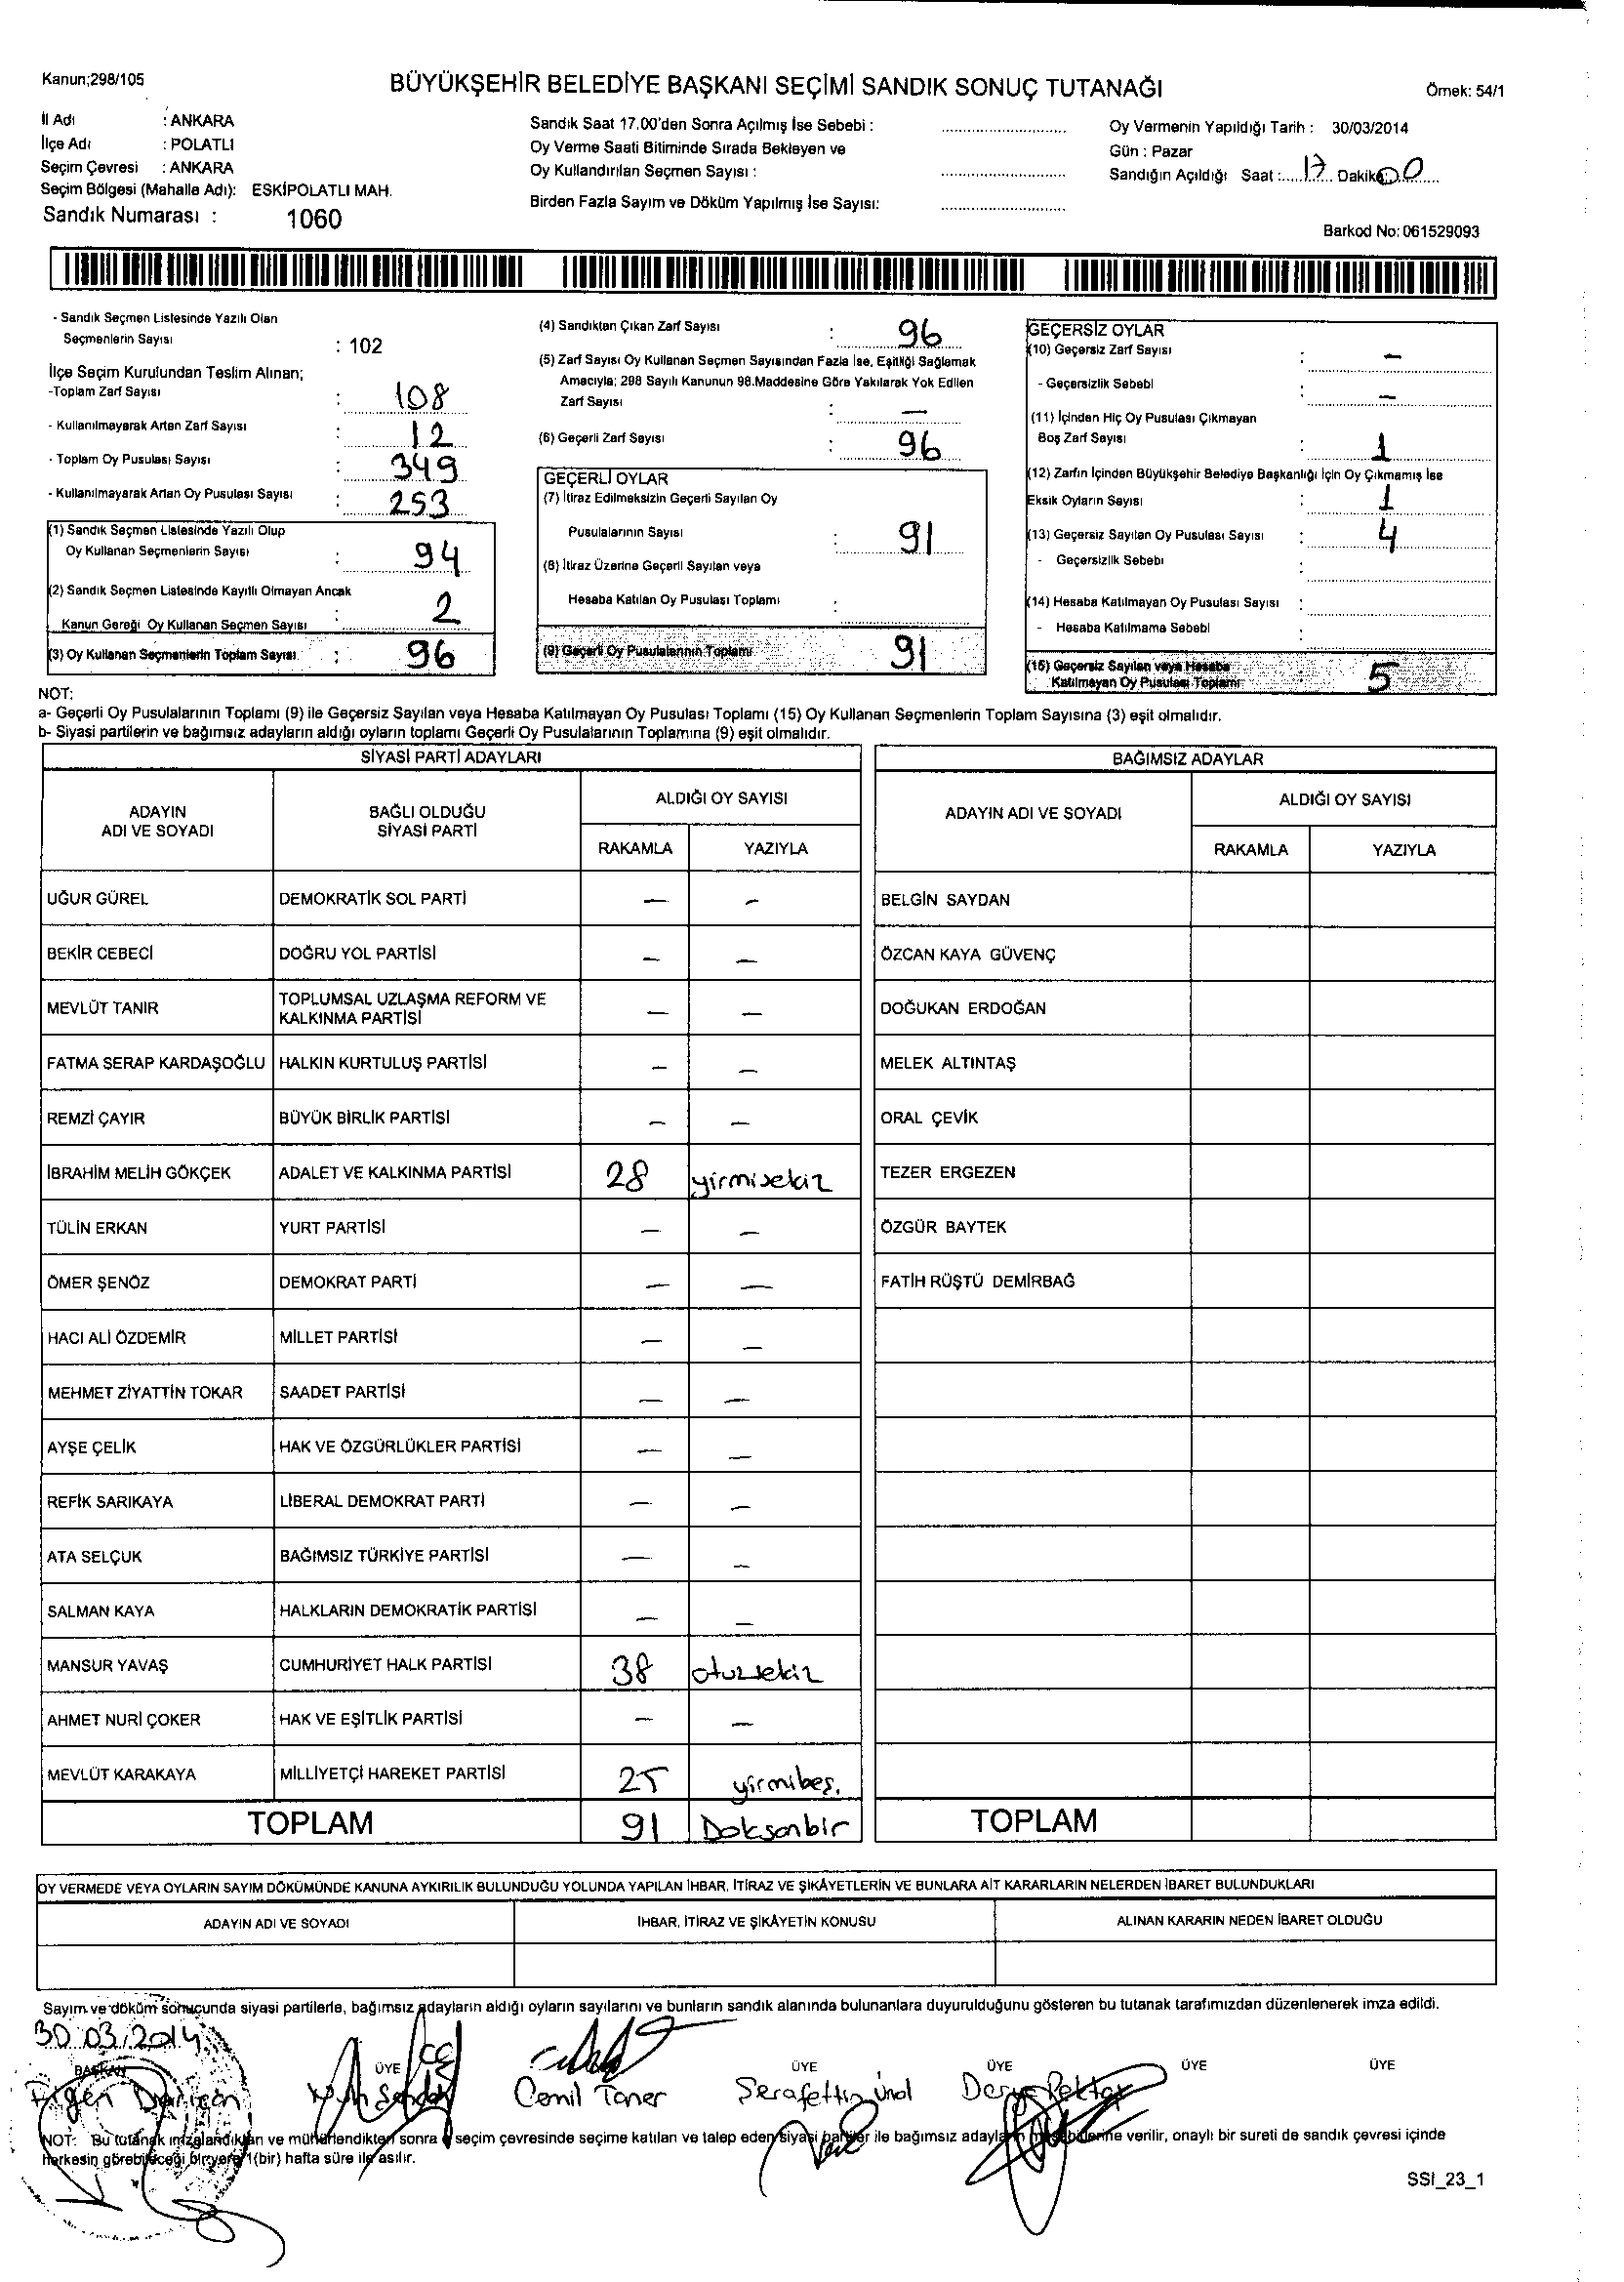 Kanun;298/105
BÜYÜKŞEHİR BELEDİYE BAŞKANI SEÇİMİ SANDIK SONUÇ TUTANAĞI
Örnek: 54/1
İl Adı : ANKARA
İlçe Adı : POLATLI
Seçim Çevresi : ANKARA
Seçim Bölgesi (Mahalle Adı): ESKİPOLATLI MAH.
Sandık Numarası : 1060
Sandık Saat 17.00'den Sonra Açılmış İse Sebebi :
Oy Verme Saati Bitiminde Sırada Bekleyen ve
Oy Kullandırılan Seçmen Sayısı :
Birden Fazla Sayım ve Döküm Yapılmış İse Sayısı:
Oy Vermenin Yapıldığı Tarih : 30/03/2014
Gün : Pazar
Sandığın Açıldığı Saat :.....17..... Dakika 00
Barkod No: 061529093
- Sandık Seçmen Listesinde Yazılı Olan
Seçmenlerin Sayısı : 102
İlçe Seçim Kurulundan Teslim Alınan;
-Toplam Zarf Sayısı : 108
- Kullanılmayarak Artan Zarf Sayısı : 12
- Toplam Oy Pusulası Sayısı : 349
- Kullanılmayarak Artan Oy Pusulası Sayısı : 253
(1) Sandık Seçmen Listesinde Yazılı Olup
Oy Kullanan Seçmenlerin Sayısı : 94
(2) Sandık Seçmen Listesinde Kayıtlı Olmayan Ancak
Kanun Gereği Oy Kullanan Seçmen Sayısı : 2
(3) Oy Kullanan Seçmenlerin Toplam Sayısı : 96
(4) Sandıktan Çıkan Zarf Sayısı : 96
(5) Zarf Sayısı Oy Kullanan Seçmen Sayısından Fazla İse, Eşitliği Sağlamak
Amacıyla; 298 Sayılı Kanunun 98.Maddesine Göre Yakılarak Yok Edilen
Zarf Sayısı : —
(6) Geçerli Zarf Sayısı : 96
GEÇERLİ OYLAR
(7) İtiraz Edilmeksizin Geçerli Sayılan Oy
Pusulalarının Sayısı : 91
(8) İtiraz Üzerine Geçerli Sayılan veya
Hesaba Katılan Oy Pusulası Toplamı :
(9) Geçerli Oy Pusulalarının Toplamı 91
GEÇERSİZ OYLAR
(10) Geçersiz Zarf Sayısı : —
- Geçersizlik Sebebi : —
(11) İçinden Hiç Oy Pusulası Çıkmayan
Boş Zarf Sayısı : 1
(12) Zarfın İçinden Büyükşehir Belediye Başkanlığı İçin Oy Çıkmamış İse
Eksik Oyların Sayısı : 1
(13) Geçersiz Sayılan Oy Pusulası Sayısı : 4
- Geçersizlik Sebebi :
(14) Hesaba Katılmayan Oy Pusulası Sayısı :
- Hesaba Katılmama Sebebi :
(15) Geçersiz Sayılan veya Hesaba
Katılmayan Oy Pusulası Toplamı : 5
NOT:
a- Geçerli Oy Pusulalarının Toplamı (9) ile Geçersiz Sayılan veya Hesaba Katılmayan Oy Pusulası Toplamı (15) Oy Kullanan Seçmenlerin Toplam Sayısına (3) eşit olmalıdır.
b- Siyasi partilerin ve bağımsız adayların aldığı oyların toplamı Geçerli Oy Pusulalarının Toplamına (9) eşit olmalıdır.
SİYASİ PARTİ ADAYLARI
ADAYIN ADI VE SOYADI BAĞLI OLDUĞU SİYASİ PARTİ ALDIĞI OY SAYISI
RAKAMLA YAZIYLA
UĞUR GÜREL DEMOKRATİK SOL PARTİ — —
BEKİR CEBECİ DOĞRU YOL PARTİSİ — —
MEVLÜT TANIR TOPLUMSAL UZLAŞMA REFORM VE KALKINMA PARTİSİ — —
FATMA SERAP KARDAŞOĞLU HALKIN KURTULUŞ PARTİSİ — —
REMZİ ÇAYIR BÜYÜK BİRLİK PARTİSİ — —
İBRAHİM MELİH GÖKÇEK ADALET VE KALKINMA PARTİSİ 28 yirmisekiz
TÜLİN ERKAN YURT PARTİSİ — —
ÖMER ŞENÖZ DEMOKRAT PARTİ — —
HACI ALİ ÖZDEMİR MİLLET PARTİSİ — —
MEHMET ZİYATTİN TOKAR SAADET PARTİSİ — —
AYŞE ÇELİK HAK VE ÖZGÜRLÜKLER PARTİSİ — —
REFİK SARIKAYA LİBERAL DEMOKRAT PARTİ — —
ATA SELÇUK BAĞIMSIZ TÜRKİYE PARTİSİ — —
SALMAN KAYA HALKLARIN DEMOKRATİK PARTİSİ — —
MANSUR YAVAŞ CUMHURİYET HALK PARTİSİ 38 otuzsekiz
AHMET NURİ ÇOKER HAK VE EŞİTLİK PARTİSİ — —
MEVLÜT KARAKAYA MİLLİYETÇİ HAREKET PARTİSİ 25 yirmibeş.
TOPLAM 91 Doksanbir
BAĞIMSIZ ADAYLAR
ADAYIN ADI VE SOYADI ALDIĞI OY SAYISI
RAKAMLA YAZIYLA
BELGİN SAYDAN
ÖZCAN KAYA GÜVENÇ
DOĞUKAN ERDOĞAN
MELEK ALTINTAŞ
ORAL ÇEVİK
TEZER ERGEZEN
ÖZGÜR BAYTEK
FATİH RÜŞTÜ DEMİRBAĞ
TOPLAM
OY VERMEDE VEYA OYLARIN SAYIM DÖKÜMÜNDE KANUNA AYKIRILIK BULUNDUĞU YOLUNDA YAPILAN İHBAR, İTİRAZ VE ŞİKÂYETLERİN VE BUNLARA AİT KARARLARIN NELERDEN İBARET BULUNDUKLARI
ADAYIN ADI VE SOYADI İHBAR, İTİRAZ VE ŞİKÂYETİN KONUSU ALINAN KARARIN NEDEN İBARET OLDUĞU
Sayım ve döküm sonucunda siyasi partilerle, bağımsız adayların aldığı oyların sayılarını ve bunların sandık alanında bulunanlara duyurulduğunu gösteren bu tutanak tarafımızdan düzenlenerek imza edildi.
30.03.2014
BAŞKAN ÜYE ÜYE ÜYE ÜYE ÜYE
Cemil Taner Serafettin Ünal Derya Pektaş
NOT: Bu tutanak imzalandıktan ve mühürlendikten sonra seçim çevresinde seçime katılan ve talep eden siyasi partiler ile bağımsız adayların müşahitlerine verilir, onaylı bir sureti de sandık çevresi içinde
herkesin görebileceği bir yere 1(bir) hafta süre ile asılır.
SSI_23_1